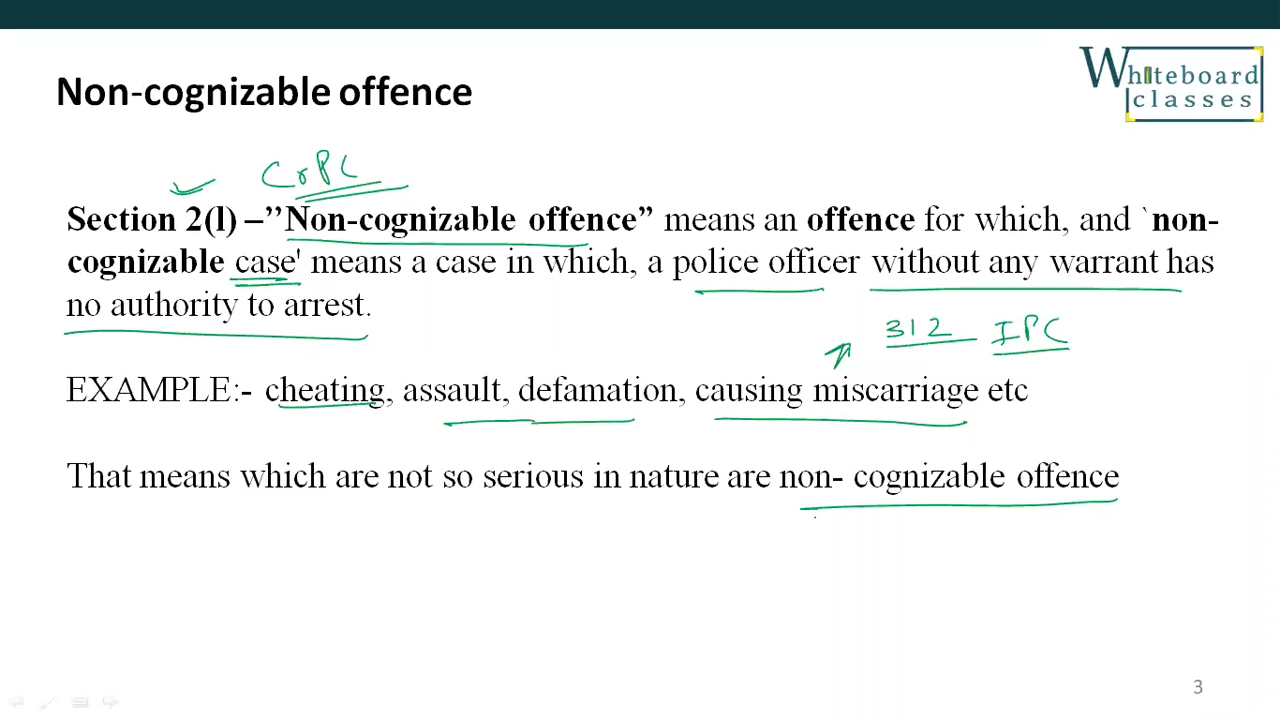 Non-cognizable offence
Whiteboard
classes
CrPC
Section 2(l) –”Non-cognizable offence” means an offence for which, and `non-
cognizable case' means a case in which, a police officer without any warrant has
no authority to arrest.
312 IPC
EXAMPLE:- cheating, assault, defamation, causing miscarriage etc
That means which are not so serious in nature are non- cognizable offence
3